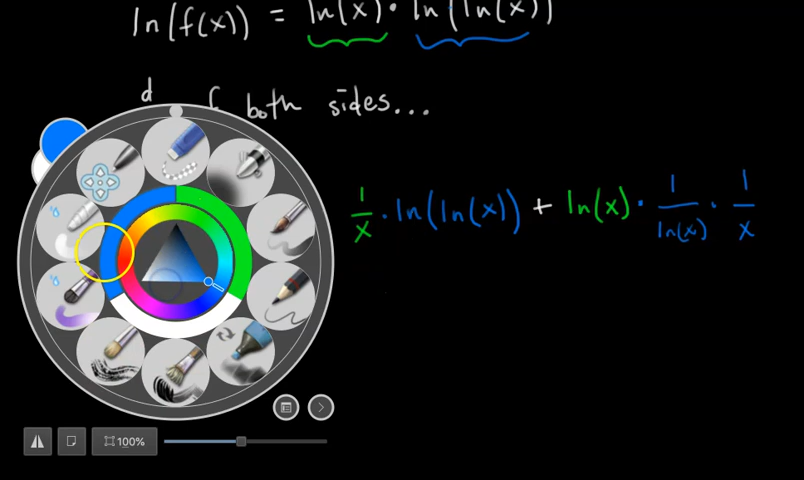 ln(f(x)) = ln(x) · ln(ln(x))
d both sides...
1/x · ln(ln(x)) + ln(x) · 1/ln(x) · 1/x
100%